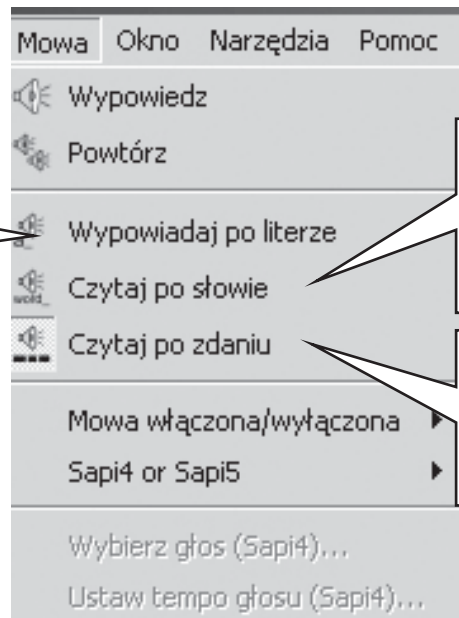 Mowa Okno Narzędzia Pomoc
Wypowiedz
Powtórz
Wypowiadaj po literze
Czytaj po słowie
Czytaj po zdaniu
Mowa włączona/wyłączona
Sapi4 or Sapi5
Wybierz głos (Sapi4)...
Ustaw tempo głosu (Sapi4)...